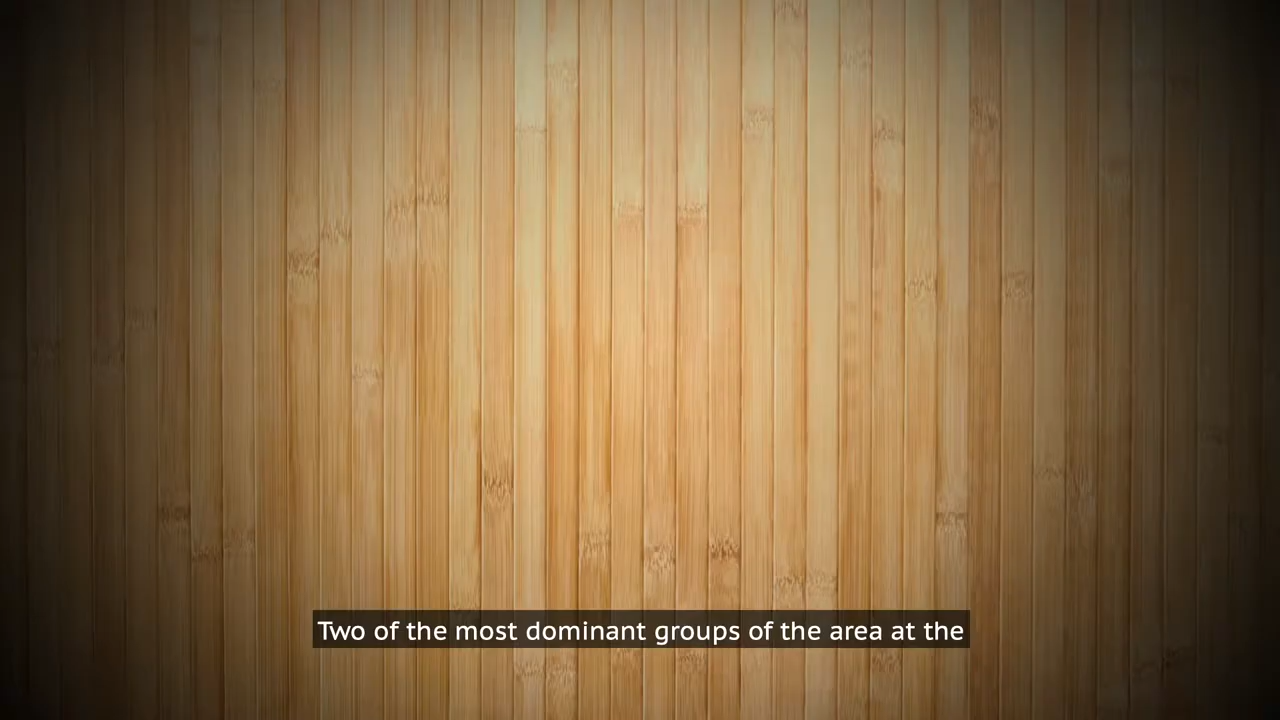 Two of the most dominant groups of the area at the